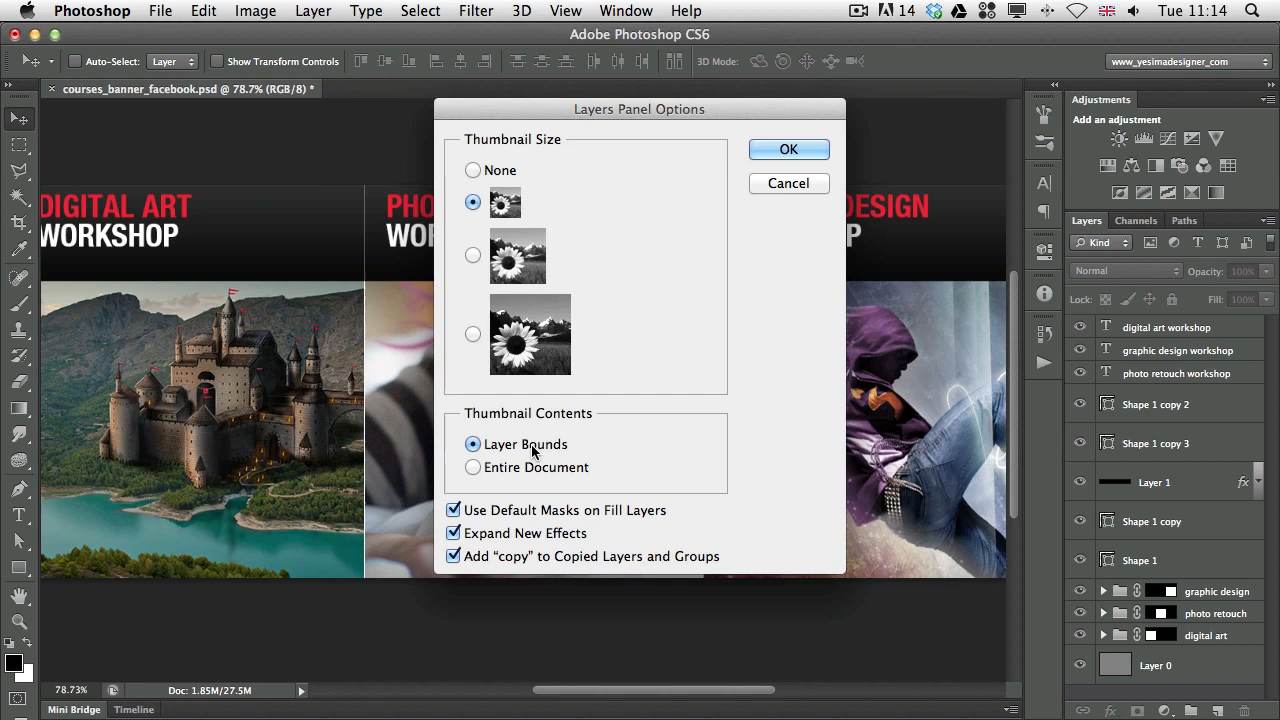 Photoshop File Edit Image Layer Type Select Filter 3D View Window Help 14 Tue 11:14
Adobe Photoshop CS6
Auto-Select: Layer Show Transform Controls 3D Mode: www_yesimadesigner_com
courses_banner_facebook.psd @ 78.7% (RGB/8) *
Layers Panel Options
Thumbnail Size
None
OK
Cancel
Thumbnail Contents
Layer Bounds
Entire Document
Use Default Masks on Fill Layers
Expand New Effects
Add “copy” to Copied Layers and Groups
DIGITAL ART
WORKSHOP
PHO
WO
DESIGN
P
Adjustments
Add an adjustment
Layers Channels Paths
Kind
Normal Opacity: 100%
Lock: Fill: 100%
digital art workshop
graphic design workshop
photo retouch workshop
Shape 1 copy 2
Shape 1 copy 3
Layer 1 fx
Shape 1 copy
Shape 1
graphic design
photo retouch
digital art
Layer 0
78.73% Doc: 1.85M/27.5M
Mini Bridge Timeline